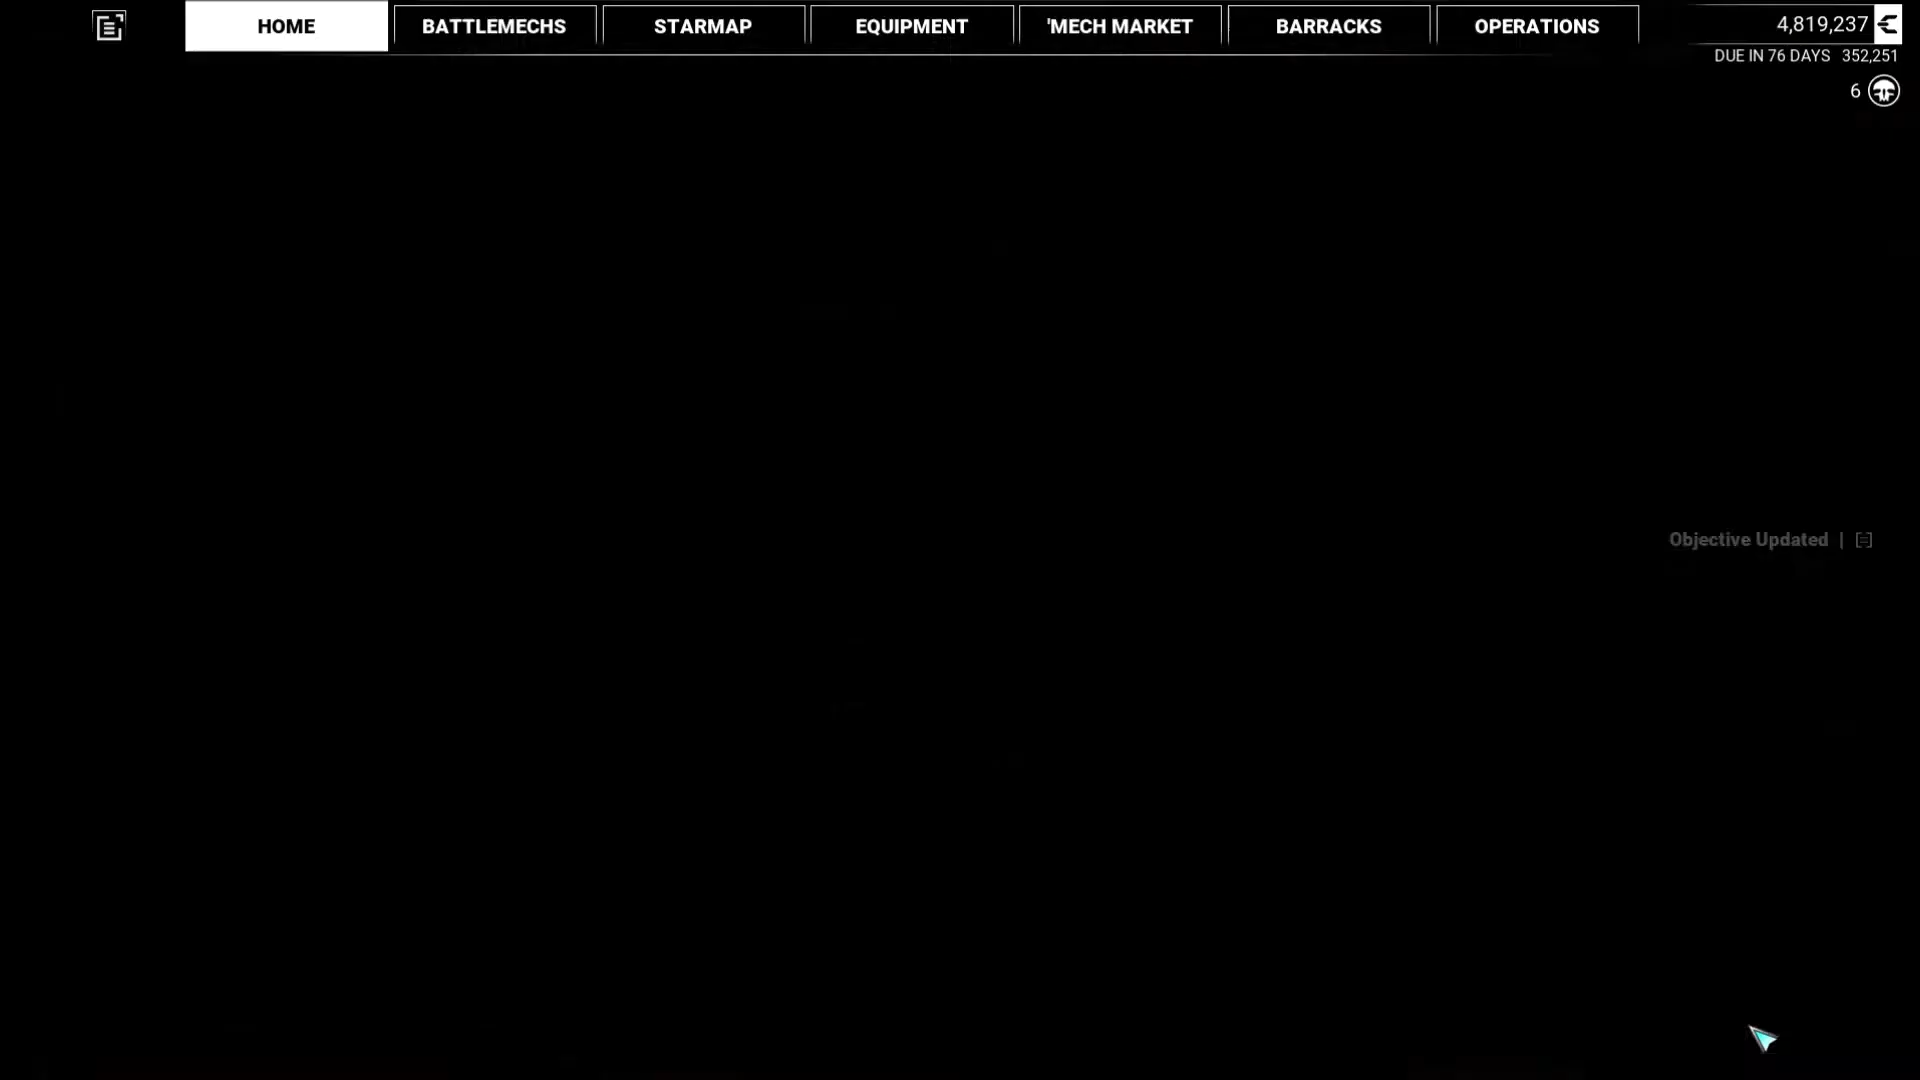 HOME
BATTLEMECHS
STARMAP
EQUIPMENT
'MECH MARKET
BARRACKS
OPERATIONS
4,819,237
DUE IN 76 DAYS 352,251
6
Objective Updated |